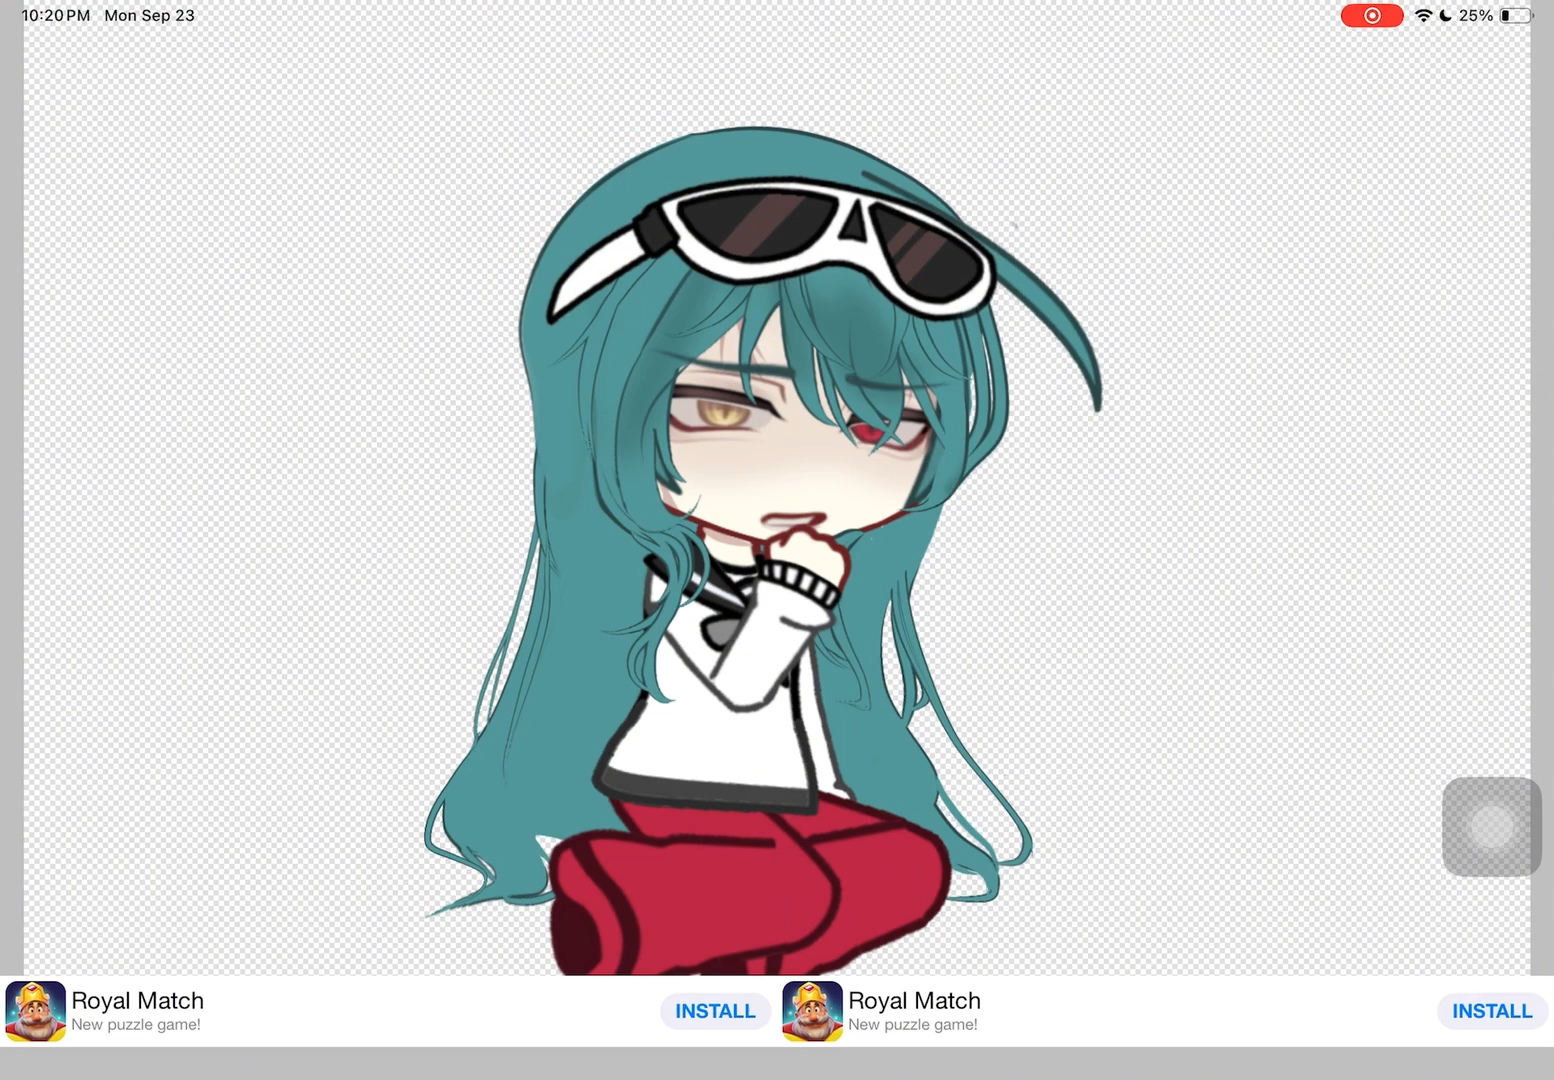 10:20 PM Mon Sep 23
25%
Royal Match
New puzzle game!
INSTALL
Royal Match
New puzzle game!
INSTALL